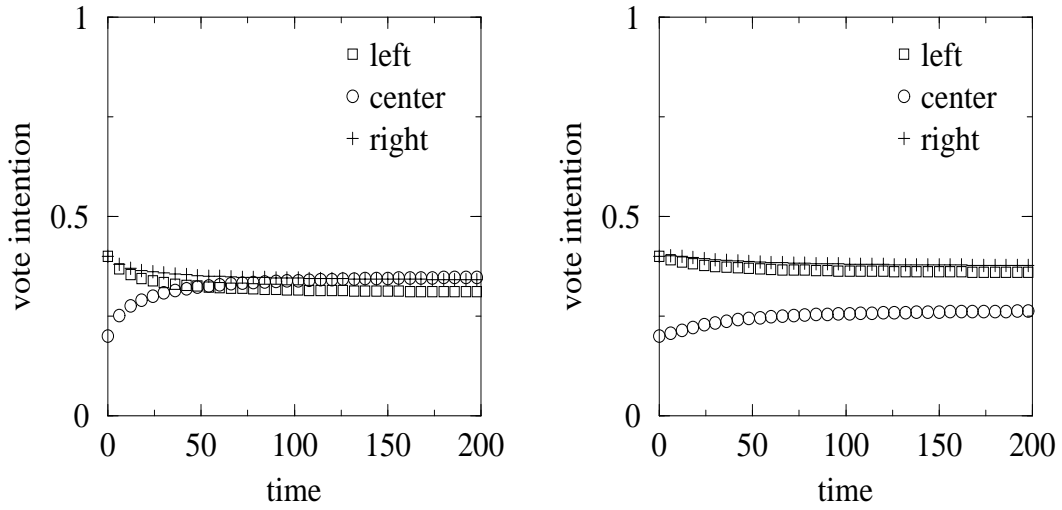 1
0.5
0
vote intention
left
center
right
0 50 100 150 200
time
1
0.5
0
vote intention
left
center
right
0 50 100 150 200
time